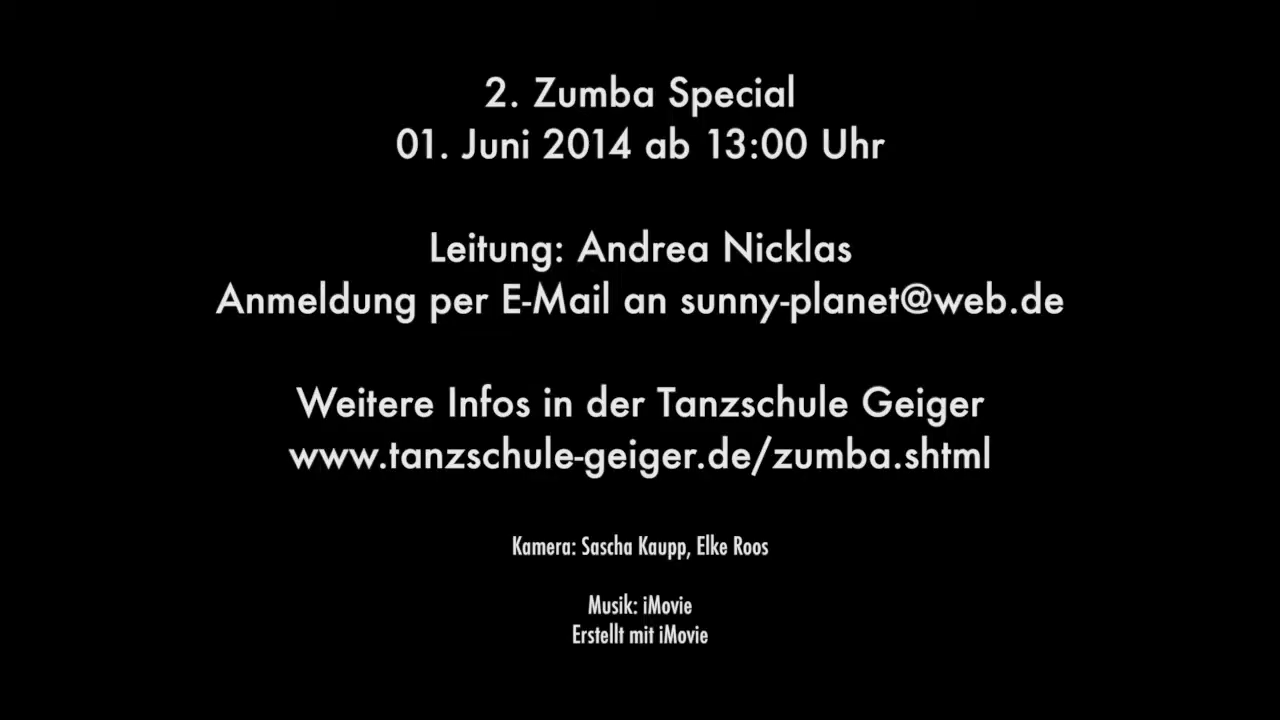 2. Zumba Special
01. Juni 2014 ab 13:00 Uhr
Leitung: Andrea Nicklas
Anmeldung per E-Mail an sunny-planet@web.de
Weitere Infos in der Tanzschule Geiger
www.tanzschule-geiger.de/zumba.shtml
Kamera: Sascha Kaupp, Elke Roos
Musik: iMovie
Erstellt mit iMovie